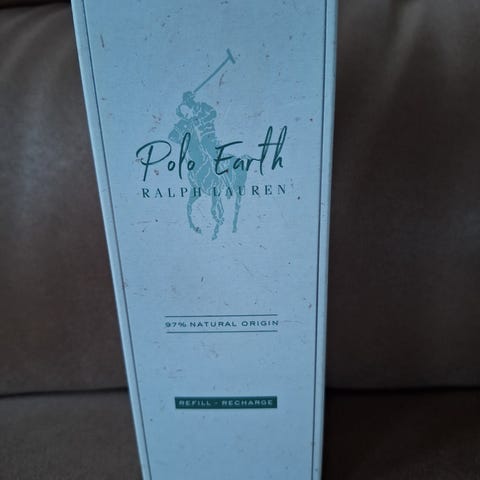 Polo Earth
RALPH LAUREN
97% NATURAL ORIGIN
REFILL - RECHARGE